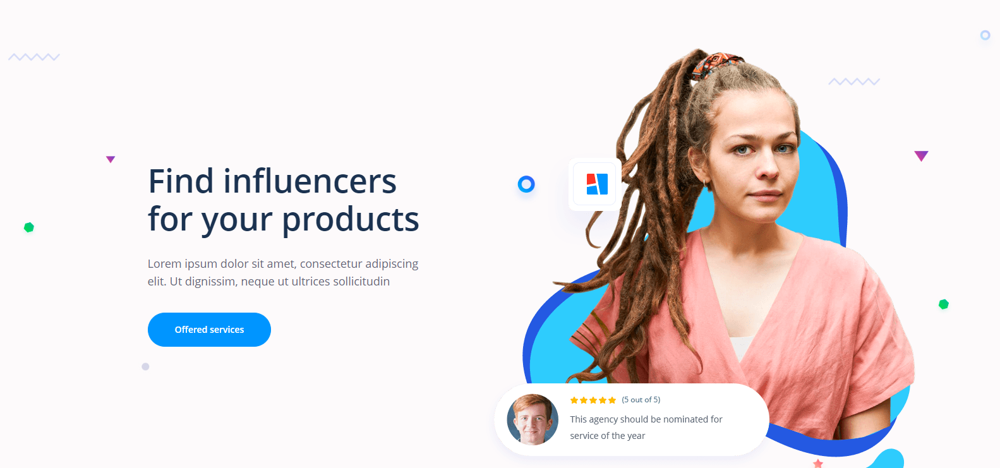 Find influencers
for your products
Lorem ipsum dolor sit amet, consectetur adipiscing
elit. Ut dignissim, neque ut ultrices sollicitudin
Offered services
(5 out of 5)
This agency should be nominated for
service of the year